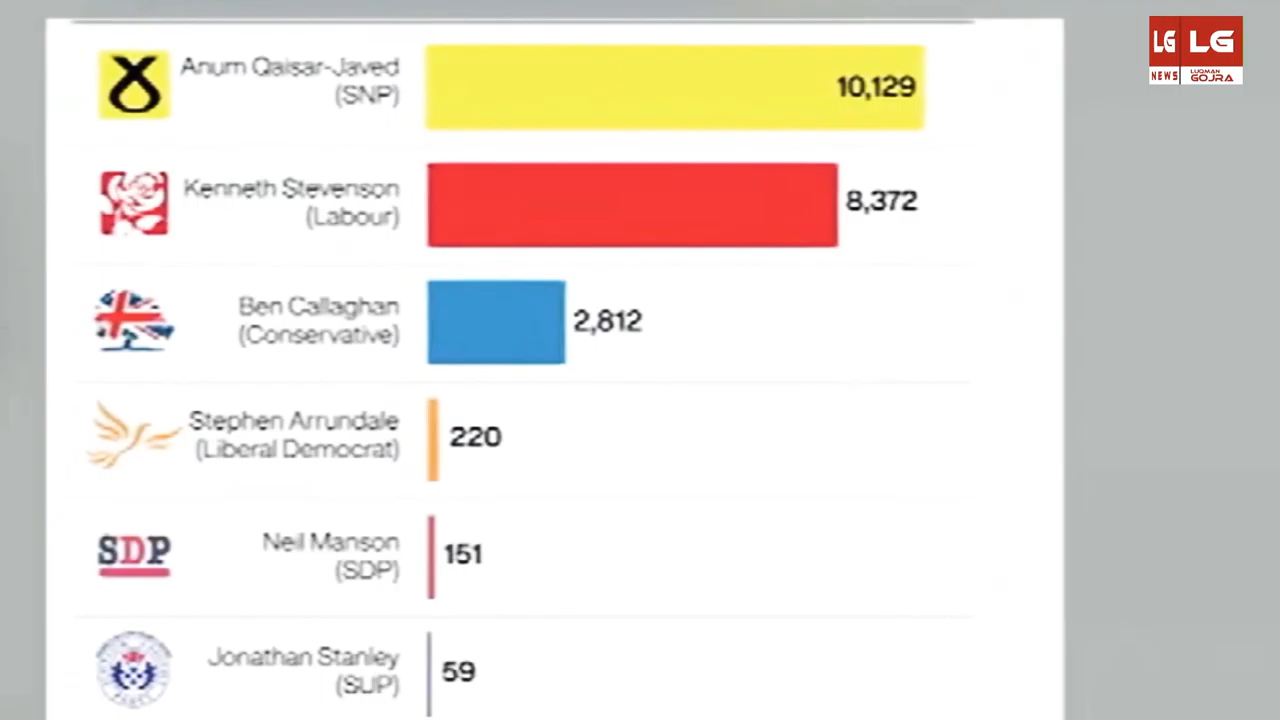 LG LG
NEWS LUQMAN
GOJRA
Anum Qaisar-Javed
(SNP)
10,129
Kenneth Stevenson
(Labour)
8,372
Ben Callaghan
(Conservative)
2,812
Stephen Arrundale
(Liberal Democrat)
220
SDP
Neil Manson
(SDP)
151
Jonathan Stanley
(SUP)
59